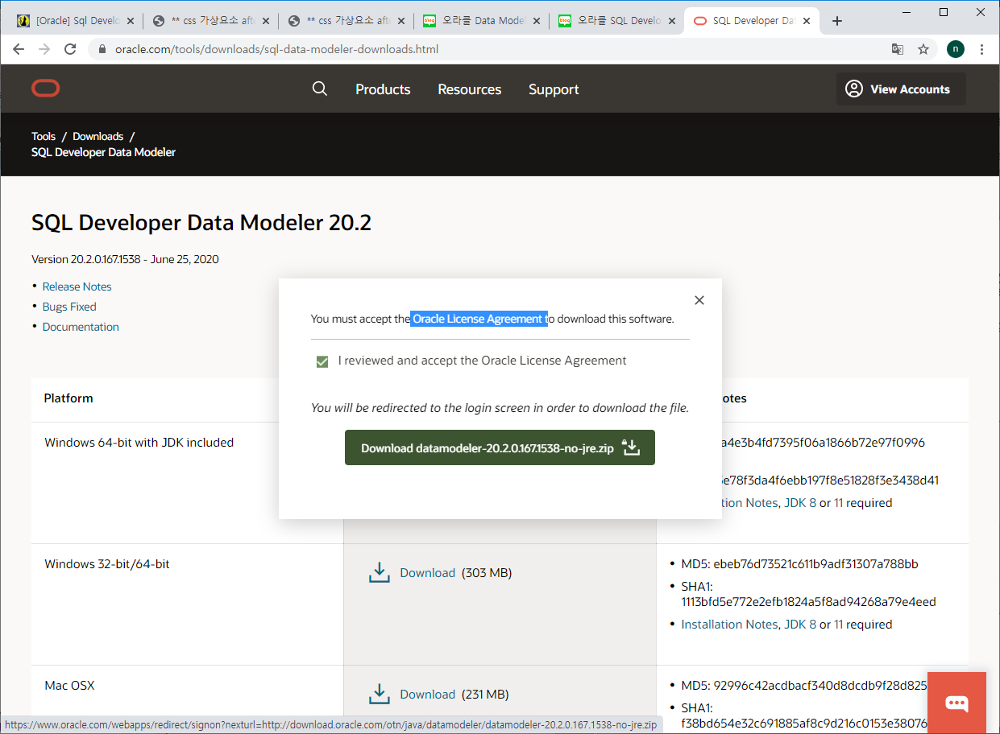 [Oracle] Sql Develo
** css 가상요소 afte
** css 가상요소 afte
오라클 Data Mode
오라클 SQL Develo
SQL Developer Dat
oracle.com/tools/downloads/sql-data-modeler-downloads.html
n
Products
Resources
Support
View Accounts
Tools / Downloads /
SQL Developer Data Modeler
SQL Developer Data Modeler 20.2
Version 20.2.0.167.1538 - June 25, 2020
• Release Notes
• Bugs Fixed
• Documentation
You must accept the Oracle License Agreement to download this software.
I reviewed and accept the Oracle License Agreement
You will be redirected to the login screen in order to download the file.
Download datamodeler-20.2.0.167.1538-no-jre.zip
Platform
otes
Windows 64-bit with JDK included
a4e3b4fd7395f06a1866b72e97f0996
e78f3da4f6ebb197f8e51828f3e3438d41
tion Notes, JDK 8 or 11 required
Windows 32-bit/64-bit
Download (303 MB)
• MD5: ebeb76d73521c611b9adf31307a788bb
• SHA1:
1113bfd5e772e2efb1824a5f8ad94268a79e4eed
• Installation Notes, JDK 8 or 11 required
Mac OSX
Download (231 MB)
• MD5: 92996c42acdbacf340d8dcdb9f28d825
• SHA1:
f38bd654e32c691885af8c9d216c0153e38076
https://www.oracle.com/webapps/redirect/signon?nexturl=http://download.oracle.com/otn/java/datamodeler/datamodeler-20.2.0.167.1538-no-jre.zip